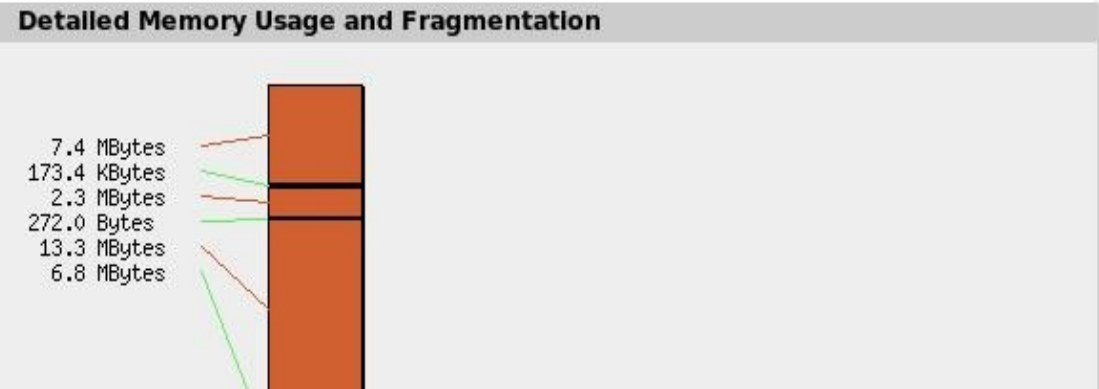 Detailed Memory Usage and Fragmentation
7.4 MBytes
173.4 KBytes
2.3 MBytes
272.0 Bytes
13.3 MBytes
6.8 MBytes